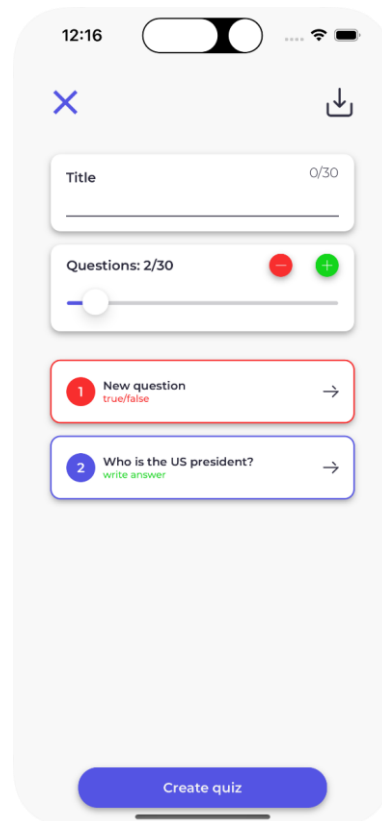 12:16
Title
0/30
Questions: 2/30
1
New question
true/false
2
Who is the US president?
write answer
Create quiz